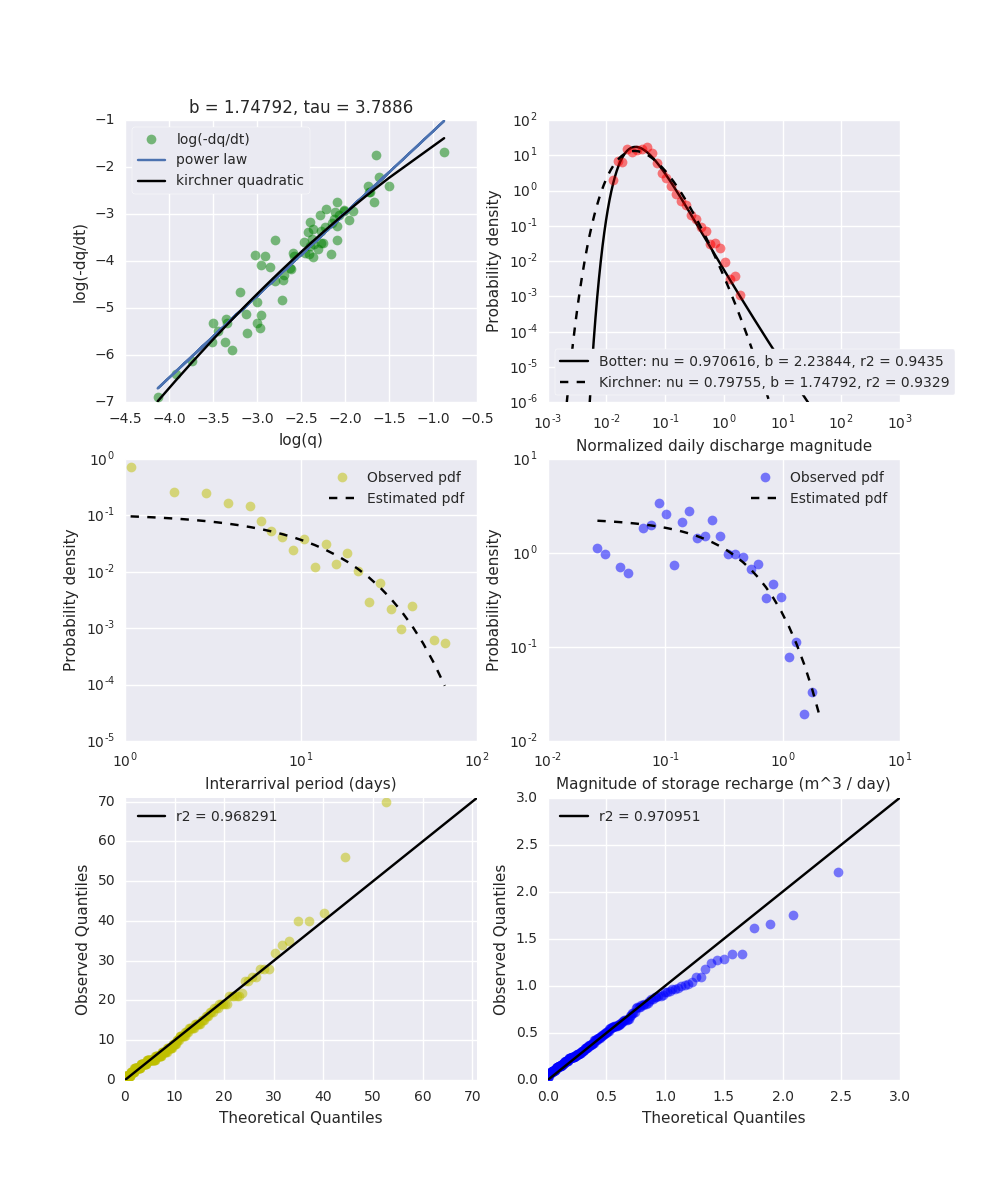 b = 1.74792, tau = 3.7886
log(-dq/dt)
power law
kirchner quadratic
log(-dq/dt)
−1
−2
−3
−4
−5
−6
−7
−4.5 −4.0 −3.5 −3.0 −2.5 −2.0 −1.5 −1.0 −0.5
log(q)
Probability density
10^2
10^1
10^0
10^-1
10^-2
10^-3
10^-4
10^-5
10^-6
Botter: nu = 0.970616, b = 2.23844, r2 = 0.9435
Kirchner: nu = 0.79755, b = 1.74792, r2 = 0.9329
10^-3 10^-2 10^-1 10^0 10^1 10^2 10^3
Normalized daily discharge magnitude
Observed pdf
Estimated pdf
Probability density
10^0
10^-1
10^-2
10^-3
10^-4
10^-5
10^0 10^1 10^2
Interarrival period (days)
Observed pdf
Estimated pdf
Probability density
10^1
10^0
10^-1
10^-2
10^-2 10^-1 10^0 10^1
Magnitude of storage recharge (m^3 / day)
r2 = 0.968291
Observed Quantiles
70
60
50
40
30
20
10
0
0 10 20 30 40 50 60 70
Theoretical Quantiles
r2 = 0.970951
Observed Quantiles
3.0
2.5
2.0
1.5
1.0
0.5
0.0
0.0 0.5 1.0 1.5 2.0 2.5 3.0
Theoretical Quantiles